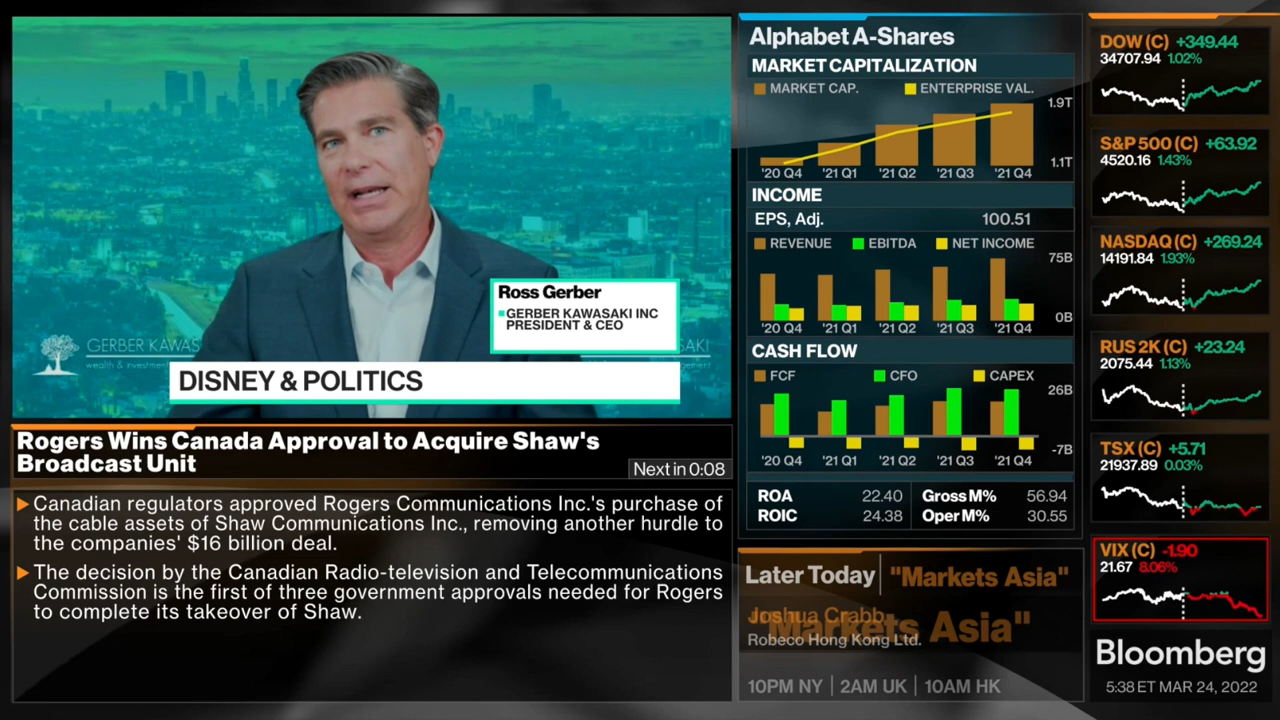 Ross Gerber
GERBER KAWASAKI INC
PRESIDENT & CEO
GERBER KAWAS
SAKI
wealth & investment
DISNEY & POLITICS
Rogers Wins Canada Approval to Acquire Shaw's
Broadcast Unit
Next in 0:08
Canadian regulators approved Rogers Communications Inc.'s purchase of
the cable assets of Shaw Communications Inc., removing another hurdle to
the companies' $16 billion deal.
The decision by the Canadian Radio-television and Telecommunications
Commission is the first of three government approvals needed for Rogers
to complete its takeover of Shaw.
Alphabet A-Shares
MARKET CAPITALIZATION
MARKET CAP. ENTERPRISE VAL.
1.9T
1.1T
'20 Q4 '21 Q1 '21 Q2 '21 Q3 '21 Q4
INCOME
EPS, Adj. 100.51
REVENUE EBITDA NET INCOME
75B
0B
'20 Q4 '21 Q1 '21 Q2 '21 Q3 '21 Q4
CASH FLOW
FCF CFO CAPEX
26B
-7B
'20 Q4 '21 Q1 '21 Q2 '21 Q3 '21 Q4
ROA 22.40 Gross M% 56.94
ROIC 24.38 Oper M% 30.55
Later Today "Markets Asia"
Joshua Crabb
"Markets Asia"
Robeco Hong Kong Ltd.
10PM NY | 2AM UK | 10AM HK
DOW (C) +349.44
34707.94 1.02%
S&P 500 (C) +63.92
4520.16 1.43%
NASDAQ (C) +269.24
14191.84 1.93%
RUS 2K (C) +23.24
2075.44 1.13%
TSX (C) +5.71
21937.89 0.03%
VIX (C) -1.90
21.67 8.06%
Bloomberg
5:38 ET MAR 24, 2022